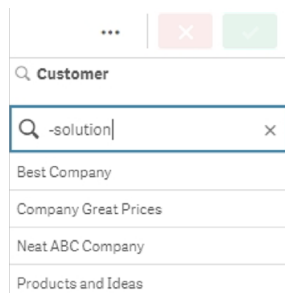 Customer
-solution
Best Company
Company Great Prices
Neat ABC Company
Products and Ideas